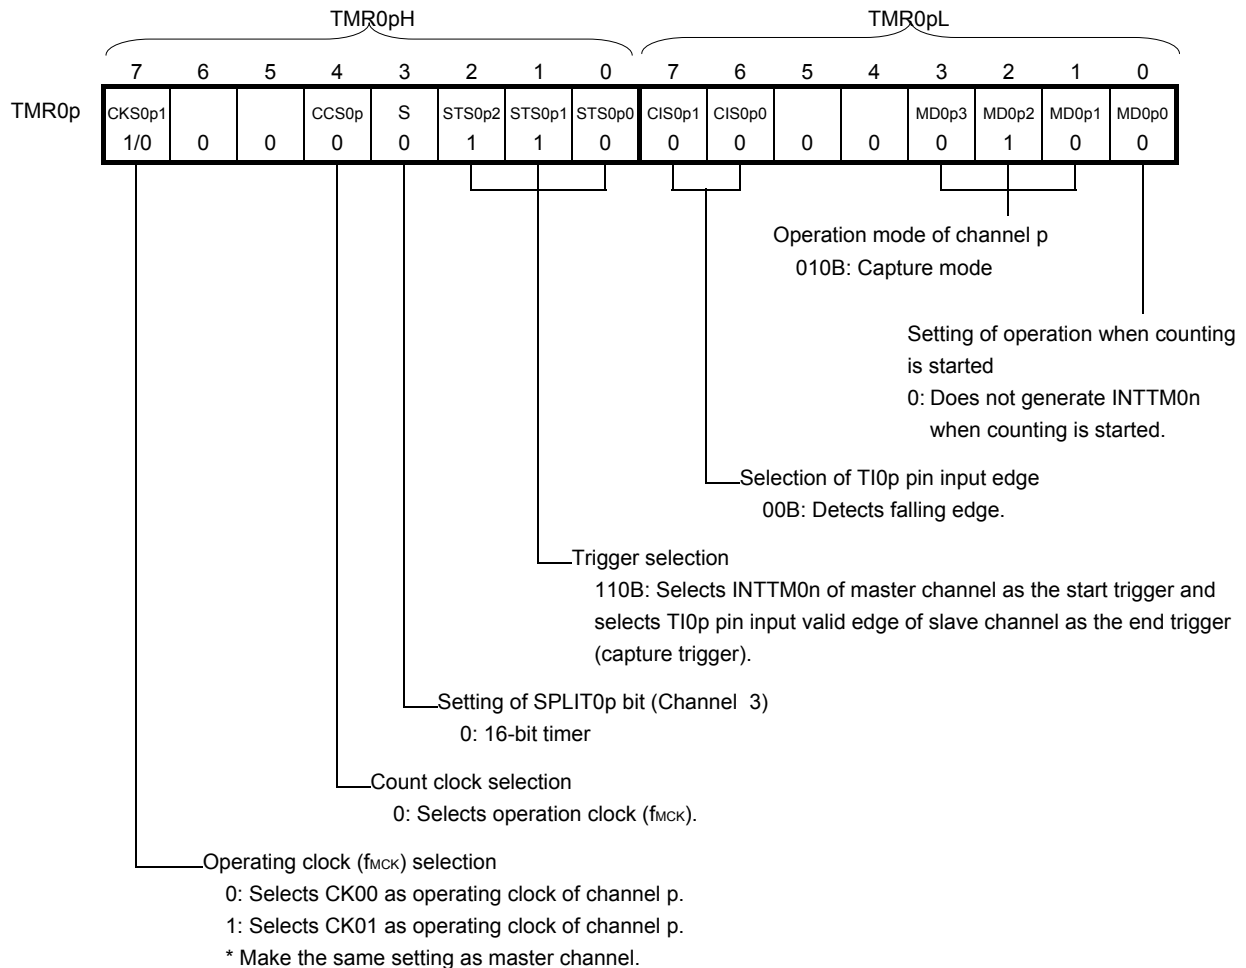 TMR0pH TMR0pL
7 6 5 4 3 2 1 0 7 6 5 4 3 2 1 0
TMR0p CKS0p1 CCS0p S STS0p2 STS0p1 STS0p0 CIS0p1 CIS0p0 MD0p3 MD0p2 MD0p1 MD0p0
1/0 0 0 0 0 1 1 0 0 0 0 0 0 1 0 0
Operation mode of channel p
010B: Capture mode
Setting of operation when counting
is started
0: Does not generate INTTM0n
when counting is started.
Selection of TI0p pin input edge
00B: Detects falling edge.
Trigger selection
110B: Selects INTTM0n of master channel as the start trigger and
selects TI0p pin input valid edge of slave channel as the end trigger
(capture trigger).
Setting of SPLIT0p bit (Channel 3)
0: 16-bit timer
Count clock selection
0: Selects operation clock (fMCK).
Operating clock (fMCK) selection
0: Selects CK00 as operating clock of channel p.
1: Selects CK01 as operating clock of channel p.
* Make the same setting as master channel.